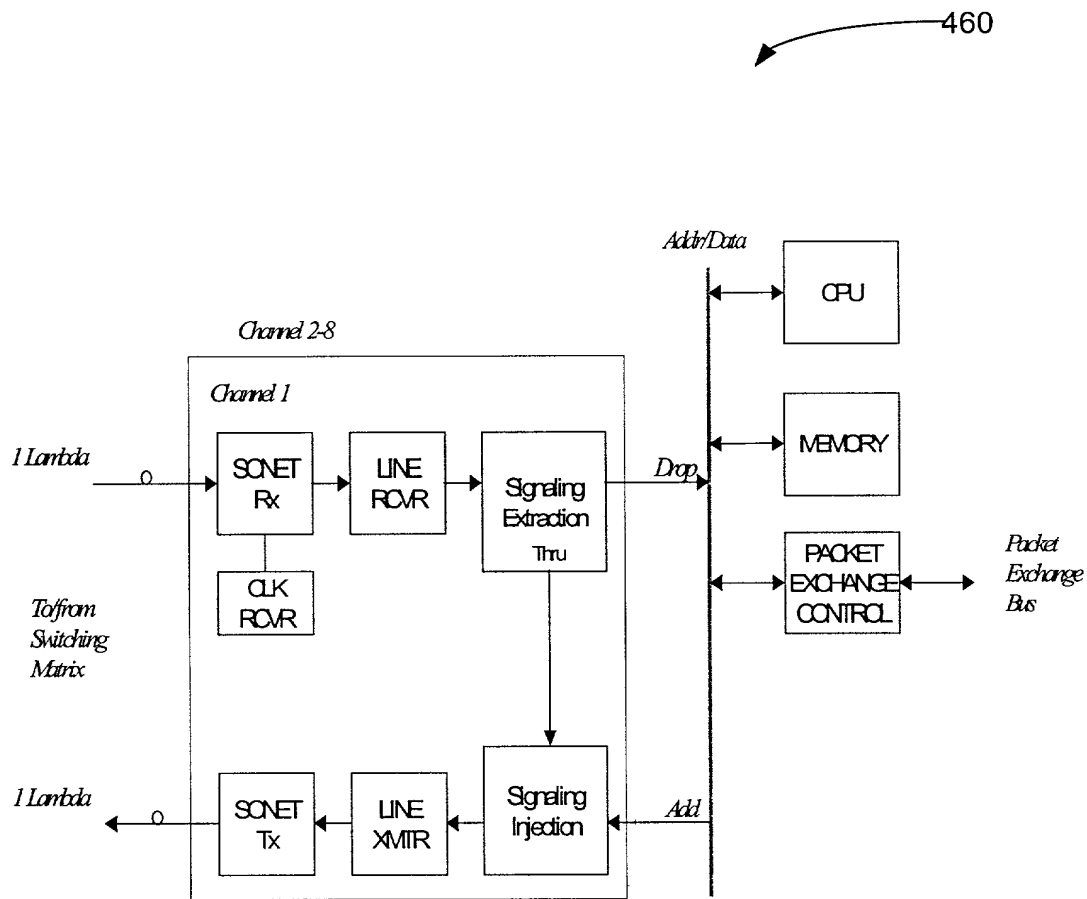 460
Addr/Data
CPU
Channel 2-8
Channel 1
1 Lambda
SONET
Rx
LINE
RCVR
Signaling
Extraction
Thru
Drop
MEMORY
CLK
RCVR
PACKET
EXCHANGE
CONTROL
Packet
Exchange
Bus
To/from
Switching
Matrix
1 Lambda
SONET
Tx
LINE
XMTR
Signaling
Injection
Add